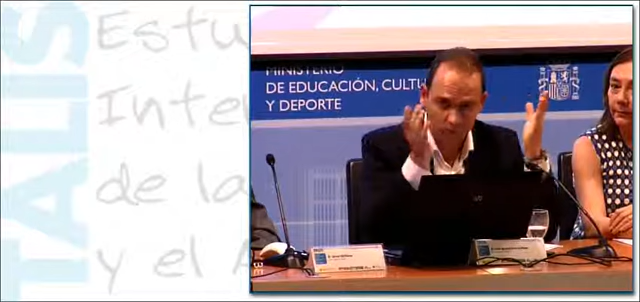 TALIS
Estu
Inte
de la
y el
MINISTERIO
DE EDUCACIÓN, CULTU
Y DEPORTE